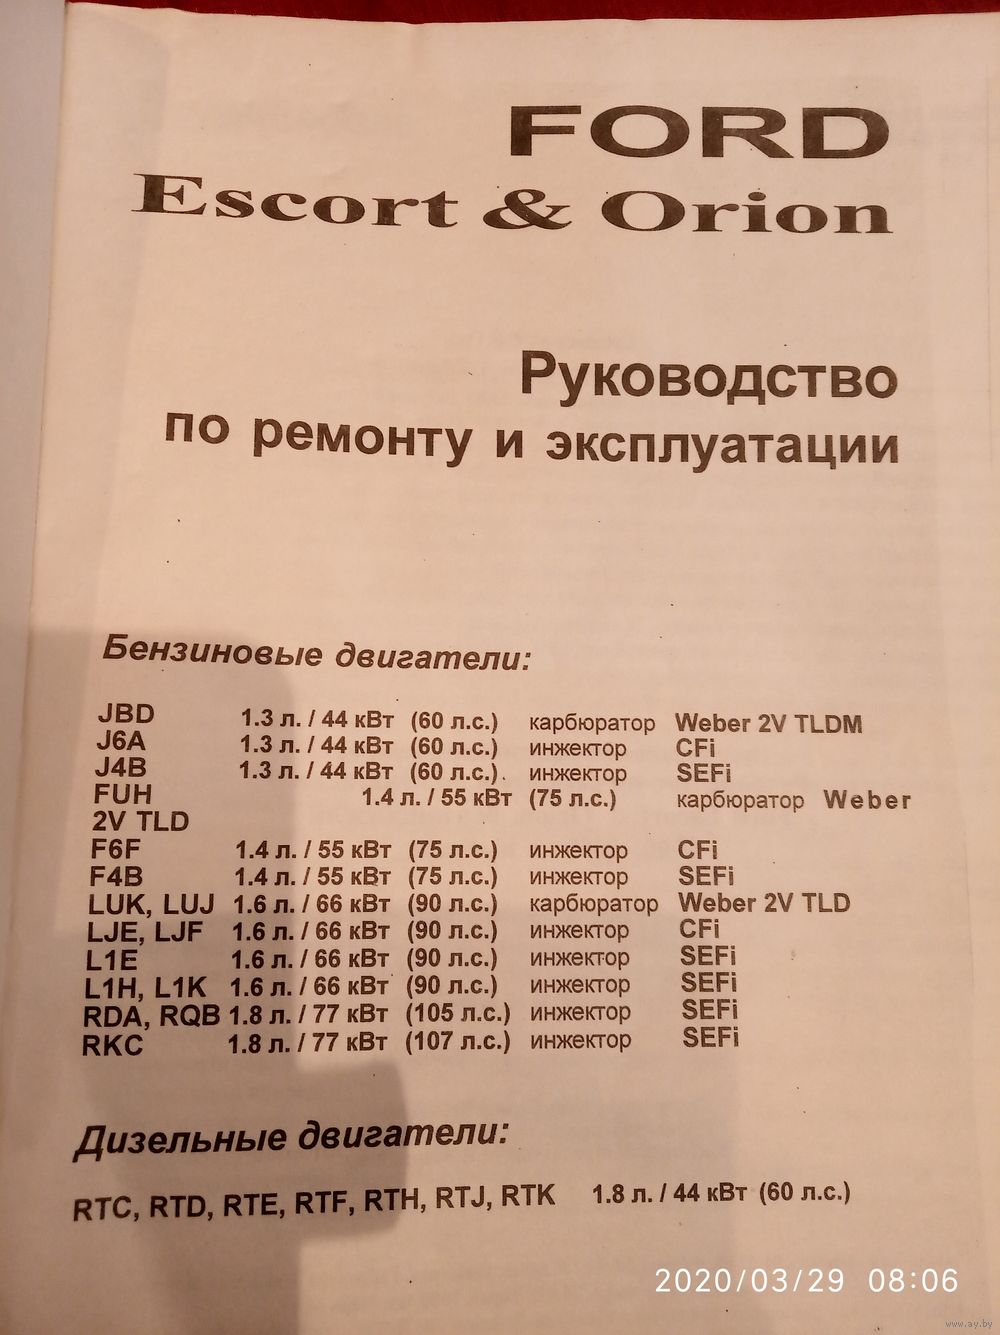 FORD
Escort & Orion
Руководство
по ремонту и эксплуатации
Бензиновые двигатели:
JBD 1.3 л. / 44 кВт (60 л.с.) карбюратор Weber 2V TLDM
J6A 1.3 л. / 44 кВт (60 л.с.) инжектор CFi
J4B 1.3 л. / 44 кВт (60 л.с.). инжектор SEFi
FUH 1.4 л. / 55 кВт (75 л.с.) карбюратор Weber
2V TLD
F6F 1.4 л. / 55 кВт (75 л.с.) инжектор CFi
F4B 1.4 л. / 55 кВт (75 л.с.) инжектор SEFi
LUK, LUJ 1.6 л. / 66 кВт (90 л.с.) карбюратор Weber 2V TLD
LJE, LJF 1.6 л. / 66 кВт (90 л.с.) инжектор CFi
L1E 1.6 л. / 66 кВт (90 л.с.) инжектор SEFi
L1H, L1K 1.6 л. / 66 кВт (90 л.с.) инжектор SEFi
RDA, RQB 1.8 л. / 77 кВт (105 л.с.) инжектор SEFi
RKC 1.8 л. / 77 кВт (107 л.с.) инжектор SEFi
Дизельные двигатели:
RTC, RTD, RTE, RTF, RTH, RTJ, RTK 1.8 л. / 44 кВт (60 л.с.)
2020/03/29 08:06
www.ay.by